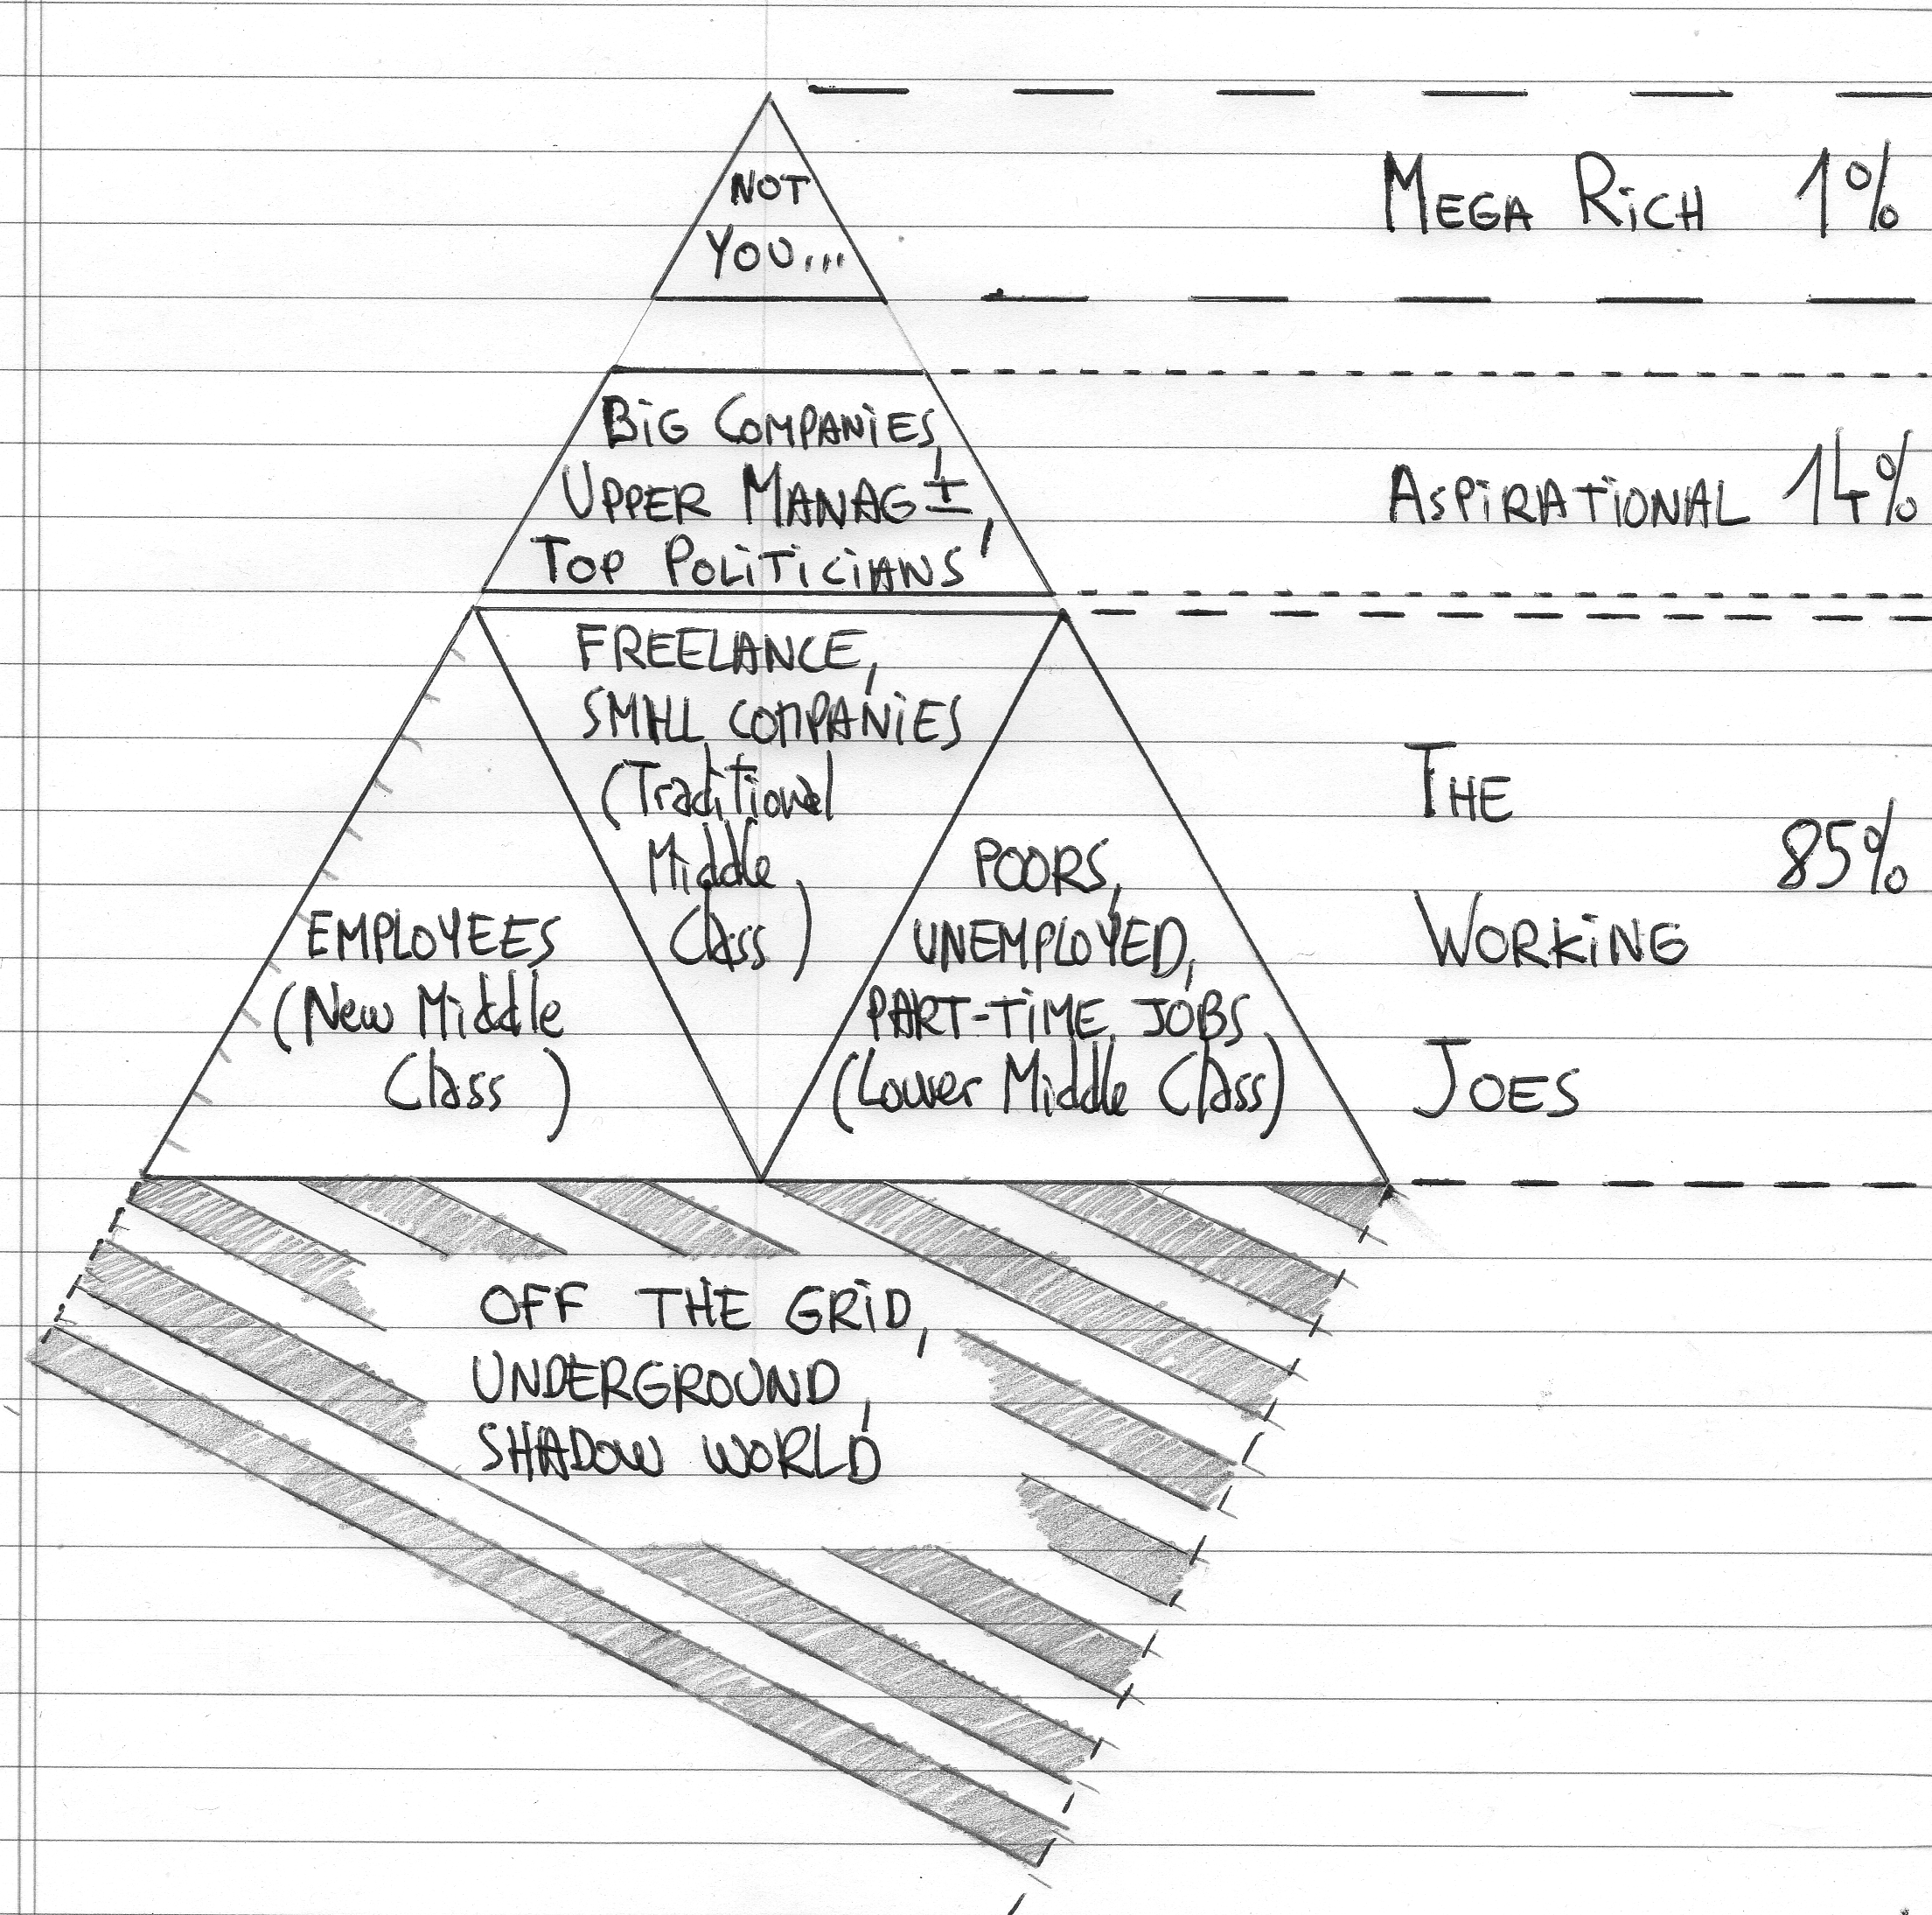 NOT
YOU...
MEGA RiCH 1%
BiG COMPANiES,
UPPER MANAGT,
TOP POLiTiCiANS
ASPiRATiONAL 14%
FREELANCE,
SMALL COMPANiES
(Traditional
Middle
Class)
EMPLOYEES
(New Middle
Class)
POORS,
UNEMPLOYED,
PART-TiME JOBS
(Lower Middle Class)
THE
WORKiNG
JOES
85%
OFF THE GRiD,
UNDERGROUND,
SHADOW WORLD